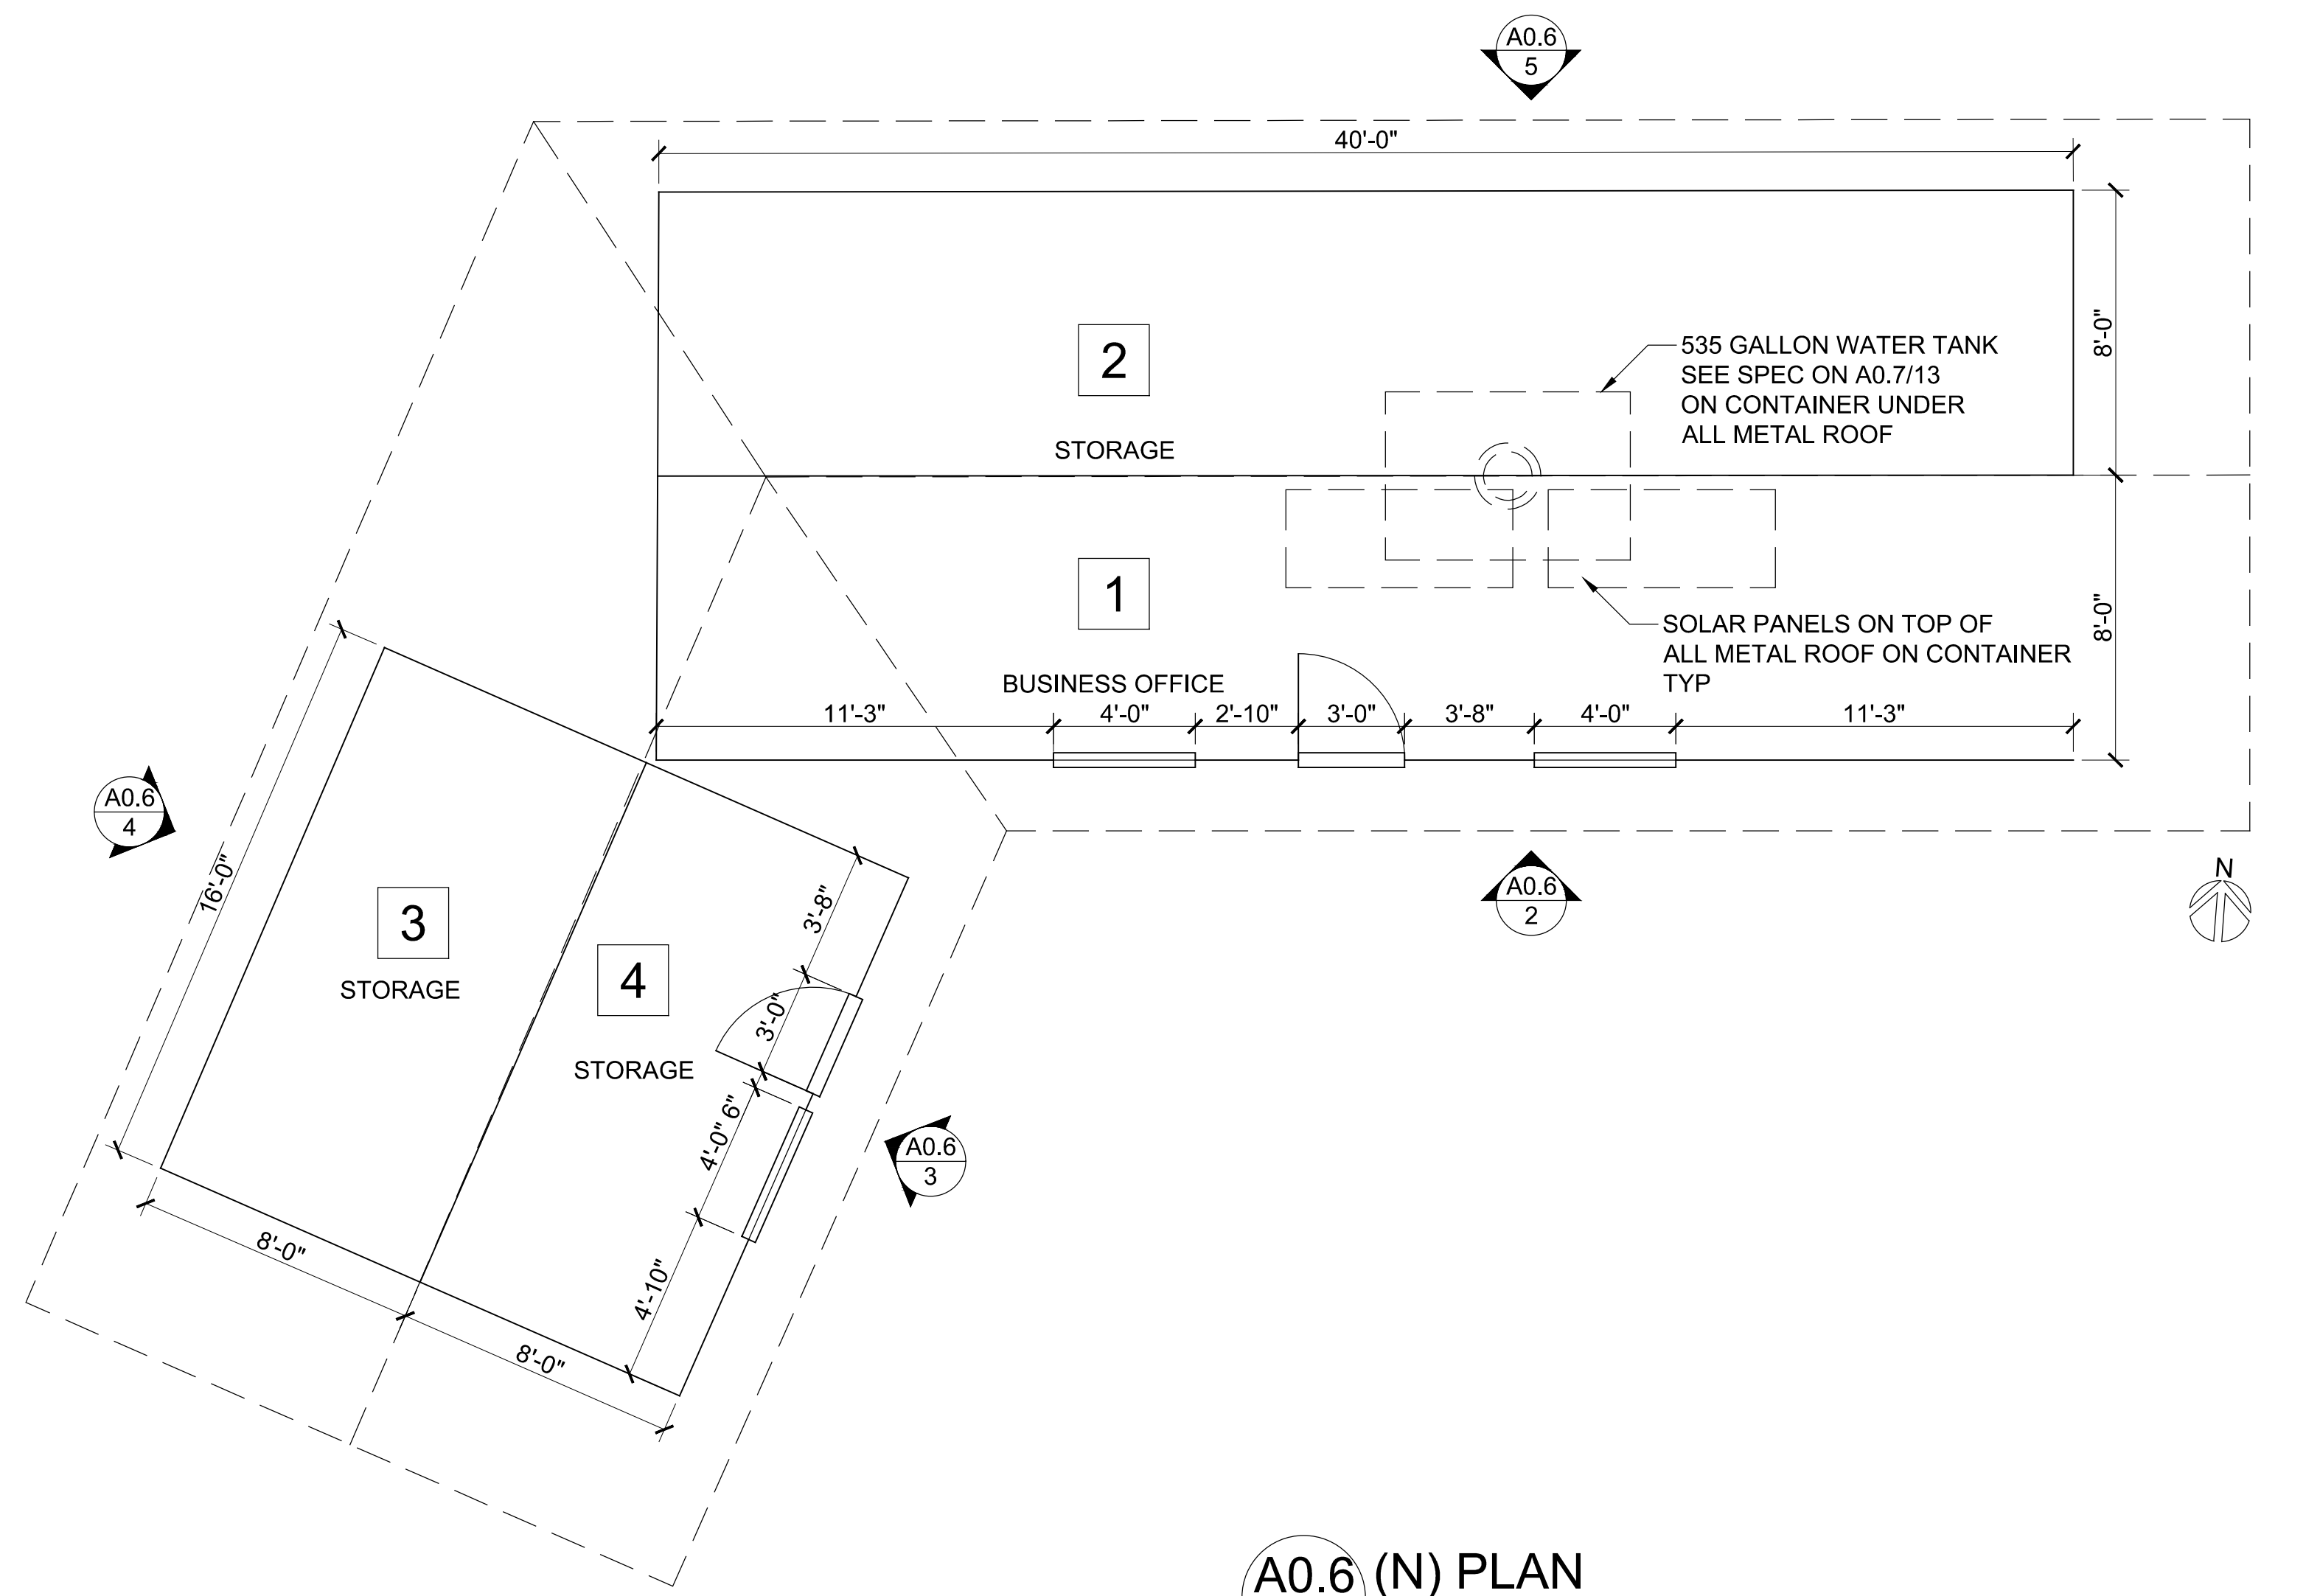 A0.6
5
40'-0"
2
STORAGE
535 GALLON WATER TANK
SEE SPEC ON A0.7/13
ON CONTAINER UNDER
ALL METAL ROOF
8'-0"
1
BUSINESS OFFICE
SOLAR PANELS ON TOP OF
ALL METAL ROOF ON CONTAINER
TYP
8'-0"
11'-3"
4'-0"
2'-10"
3'-0"
3'-8"
4'-0"
11'-3"
A0.6
4
16'-0"
3
STORAGE
4
STORAGE
3'-8"
3'-0"
4'-0" 6"
4'-10"
8'-0"
8'-0"
A0.6
3
A0.6
2
N
A0.6
(N) PLAN